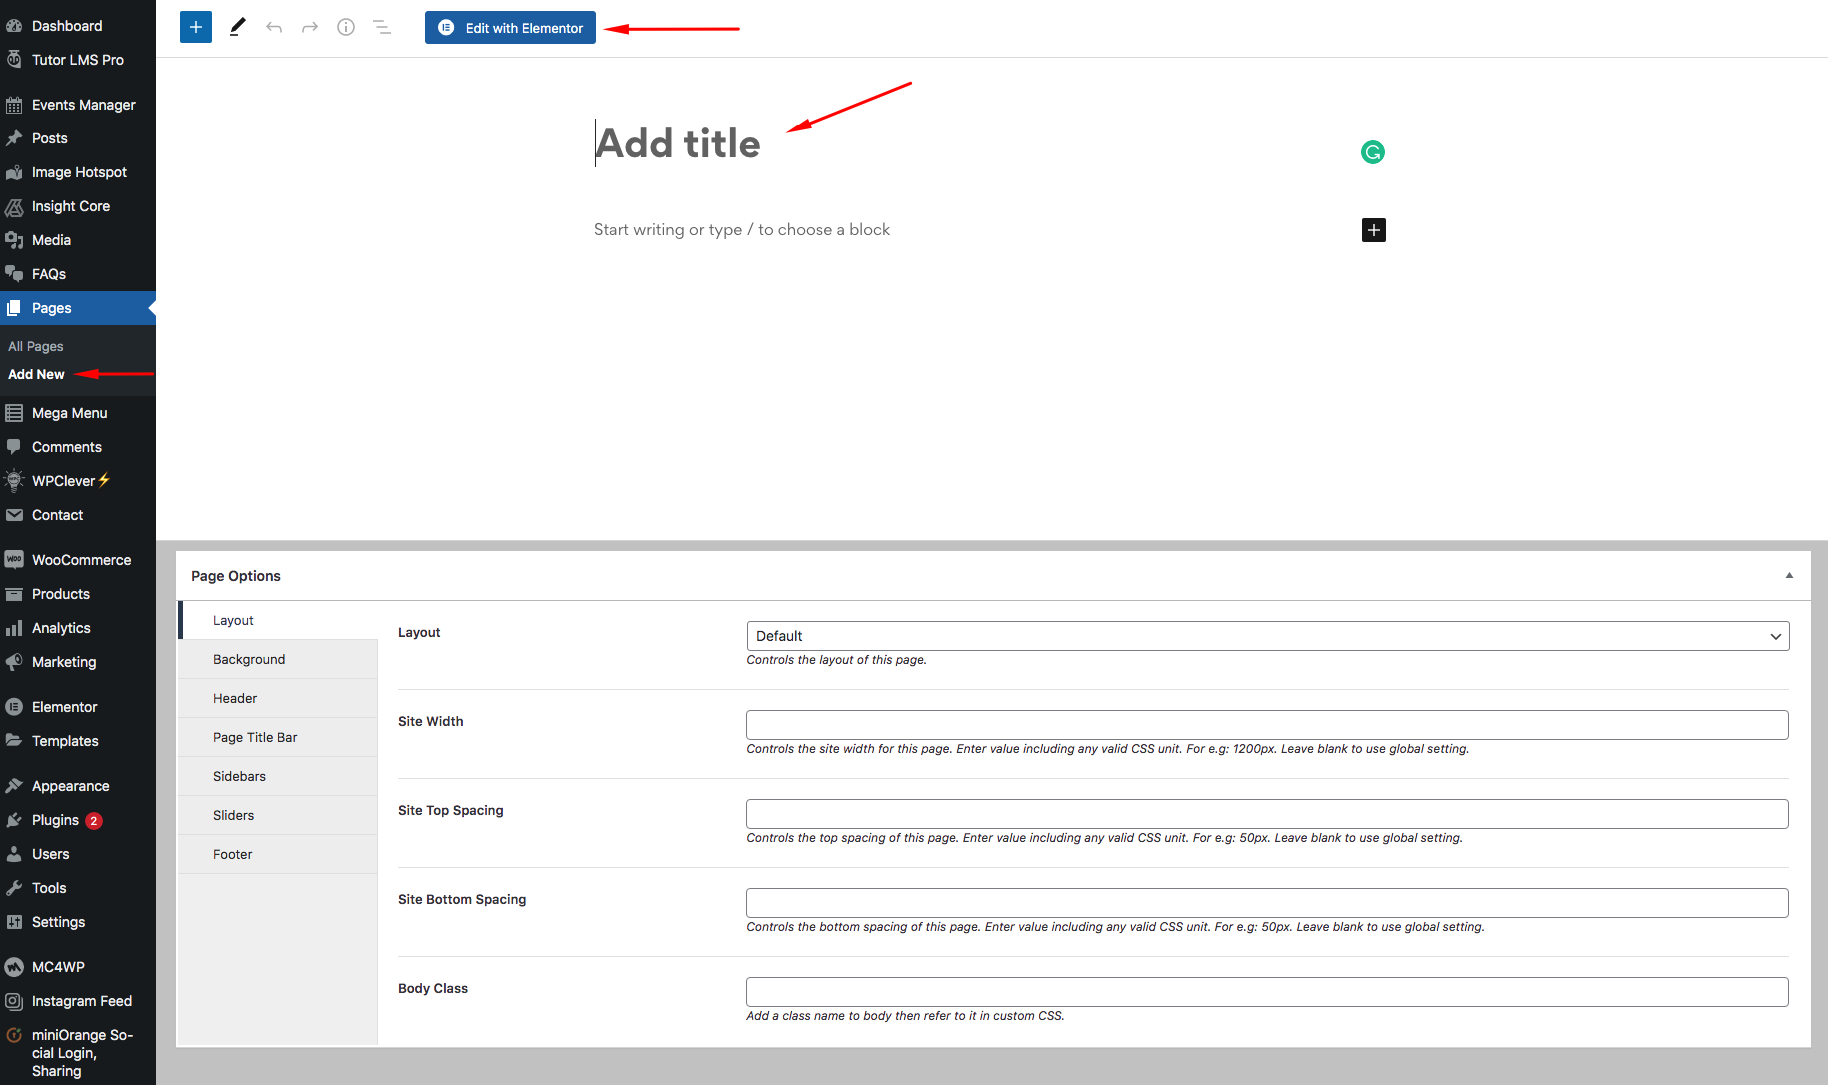 Dashboard
Tutor LMS Pro
Events Manager
Posts
Image Hotspot
Insight Core
Media
FAQs
Pages
All Pages
Add New
Mega Menu
Comments
WPClever⚡
Contact
WooCommerce
Products
Analytics
Marketing
Elementor
Templates
Appearance
Plugins 2
Users
Tools
Settings
MC4WP
Instagram Feed
miniOrange So-
cial Login,
Sharing
Edit with Elementor
Add title
Start writing or type / to choose a block
Page Options
Layout
Background
Header
Page Title Bar
Sidebars
Sliders
Footer
Layout
Default
Controls the layout of this page.
Site Width
Controls the site width for this page. Enter value including any valid CSS unit. For e.g: 1200px. Leave blank to use global setting.
Site Top Spacing
Controls the top spacing of this page. Enter value including any valid CSS unit. For e.g: 50px. Leave blank to use global setting.
Site Bottom Spacing
Controls the bottom spacing of this page. Enter value including any valid CSS unit. For e.g: 50px. Leave blank to use global setting.
Body Class
Add a class name to body then refer to it in custom CSS.